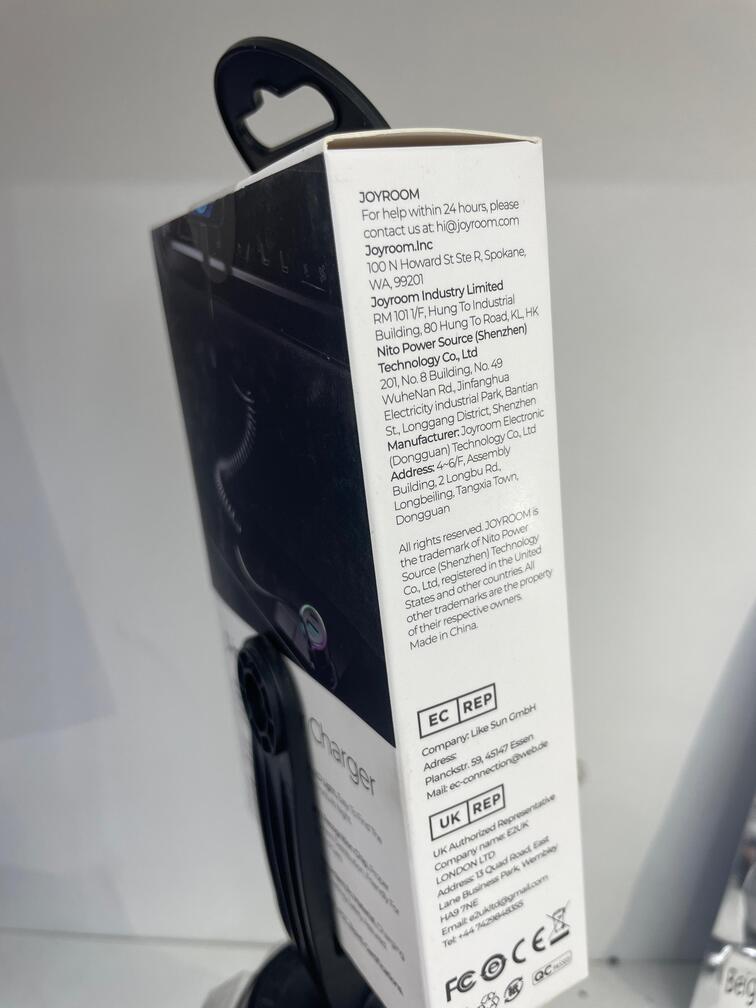 JOYROOM
For help within 24 hours, please
contact us at: hi@joyroom.com
Joyroom.Inc
100 N Howard St Ste R, Spokane,
WA, 99201
Joyroom Industry Limited
RM 101 1/F, Hung To Industrial
Building, 80 Hung To Road, KL, HK
Nito Power Source (Shenzhen)
Technology Co., Ltd
201, No. 8 Building, No. 49
WuheNan Rd., Jinfanghua
Electricity industrial Park, Bantian
St., Longgang District, Shenzhen
Manufacturer: Joyroom Electronic
(Dongguan) Technology Co., Ltd
Address: 4~6/F, Assembly
Building, 2 Longbu Rd.,
Longbeiling, Tangxia Town,
Dongguan
All rights reserved. JOYROOM is
the trademark of Nito Power
Source (Shenzhen) Technology
Co., Ltd, registered in the United
States and other countries. All
other trademarks are the property
of their respective owners.
Made in China.
EC REP
Company: Like Sun GmbH
Adress:
Planckstr. 59, 45147 Essen
Mail: ec-connection@web.de
UK REP
UK Authorized Representative
Company name: E2UK
LONDON LTD
Address: 13 Quad Road, East
Lane Business Park, Wembley
HA9 7NE
Email: e2ukltd@gmail.com
Tel: +44 7429848355
FC CE
QC
Charger